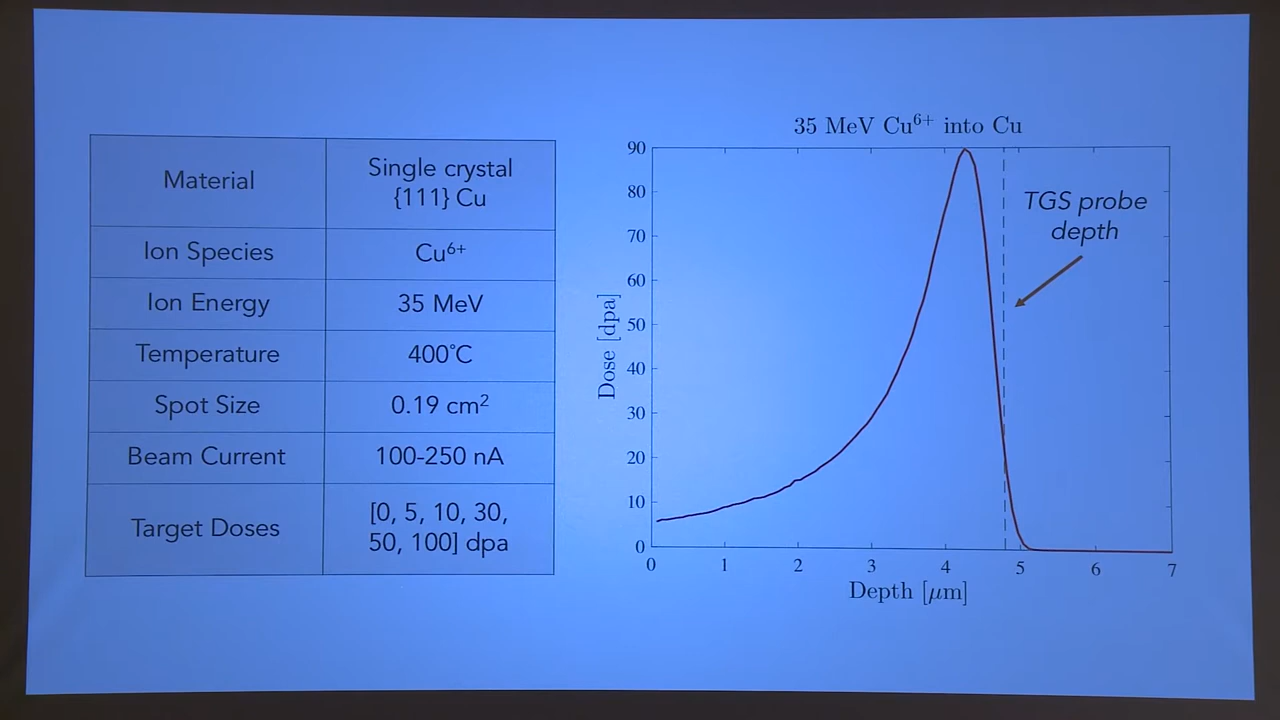 Material
Single crystal
{111} Cu
Ion Species
Cu⁶⁺
Ion Energy
35 MeV
Temperature
400°C
Spot Size
0.19 cm²
Beam Current
100-250 nA
Target Doses
[0, 5, 10, 30,
50, 100] dpa
35 MeV Cu⁶⁺ into Cu
90
80
70
60
50
40
30
20
10
0
Dose [dpa]
TGS probe
depth
0 1 2 3 4 5 6 7
Depth [μm]